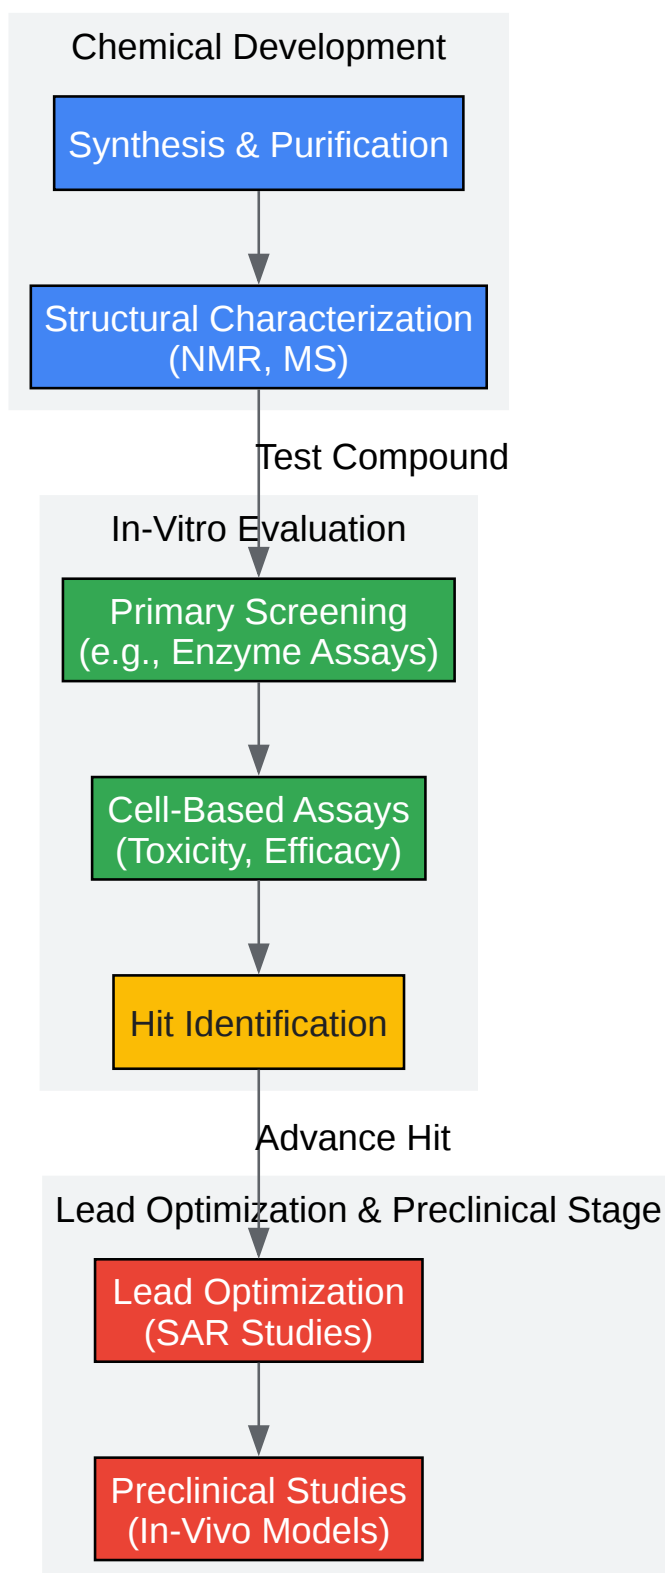 Chemical Development
Synthesis & Purification
Structural Characterization
(NMR, MS)
Test Compound
In-Vitro Evaluation
Primary Screening
(e.g., Enzyme Assays)
Cell-Based Assays
(Toxicity, Efficacy)
Hit Identification
Advance Hit
Lead Optimization & Preclinical Stage
Lead Optimization
(SAR Studies)
Preclinical Studies
(In-Vivo Models)